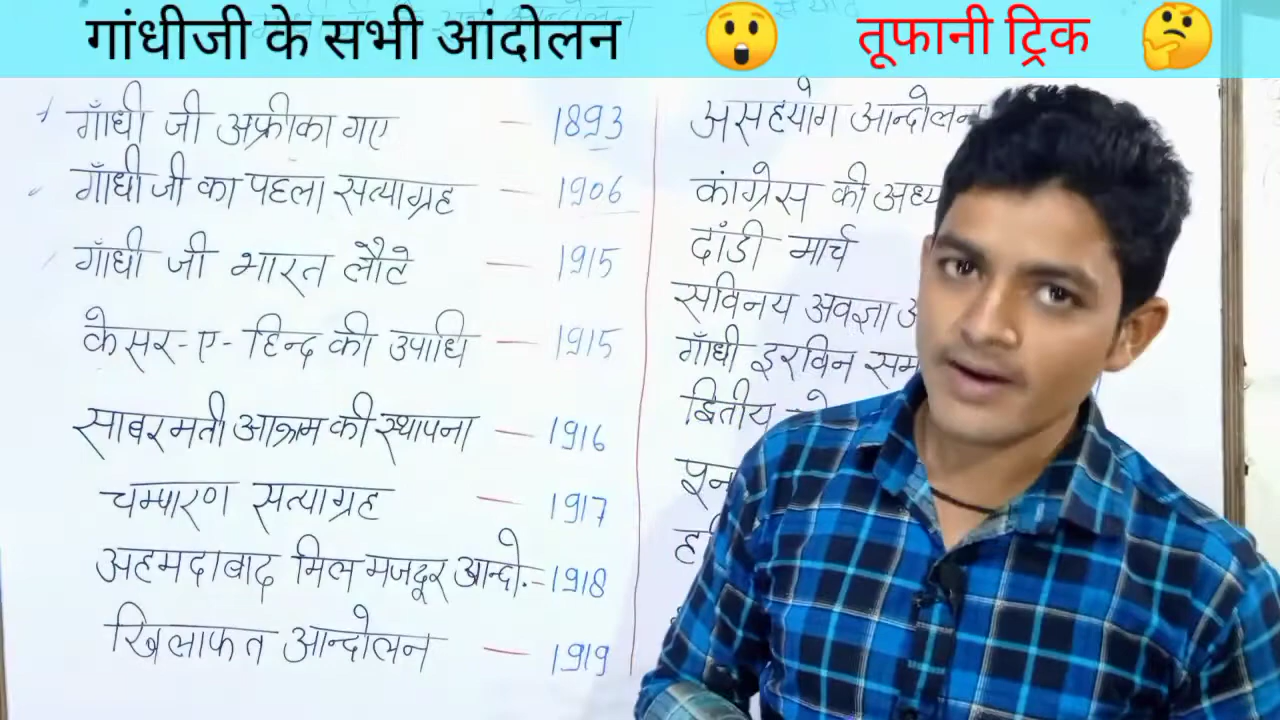 गांधीजी के सभी आंदोलन 😲 तूफानी ट्रिक 🤔
गाँधी जी अफ्रीका गए — 1893
गाँधी जी का पहला सत्याग्रह — 1906
गाँधी जी भारत लौटे — 1915
केसर-ए-हिन्द की उपाधि — 1915
साबरमती आश्रम की स्थापना — 1916
चम्पारण सत्याग्रह — 1917
अहमदाबाद मिल मजदूर आन्दो.- 1918
खिलाफत आन्दोलन — 1919
असहयोग आन्दोलन
कांग्रेस की
दाँडी मार्च
सविनय अवज्ञा
गाँधी इरविन
द्वितीय